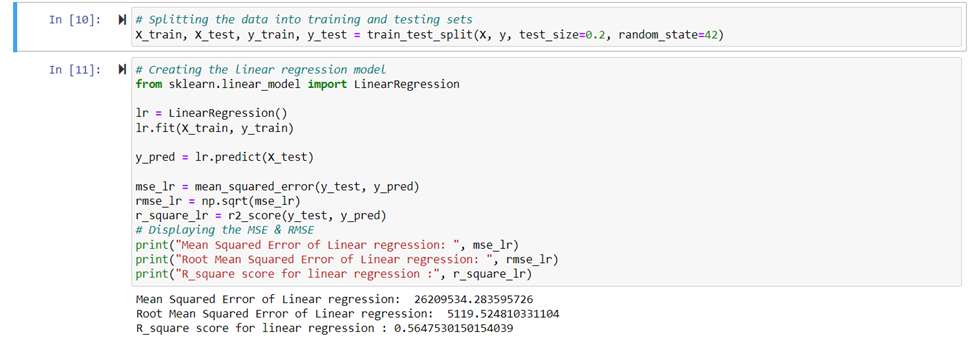 In [10]: # Splitting the data into training and testing sets
X_train, X_test, y_train, y_test = train_test_split(X, y, test_size=0.2, random_state=42)
In [11]: # Creating the linear regression model
from sklearn.linear_model import LinearRegression
lr = LinearRegression()
lr.fit(X_train, y_train)
y_pred = lr.predict(X_test)
mse_lr = mean_squared_error(y_test, y_pred)
rmse_lr = np.sqrt(mse_lr)
r_square_lr = r2_score(y_test, y_pred)
# Displaying the MSE & RMSE
print("Mean Squared Error of Linear regression: ", mse_lr)
print("Root Mean Squared Error of Linear regression: ", rmse_lr)
print("R_square score for linear regression :", r_square_lr)
Mean Squared Error of Linear regression:  26209534.283595726
Root Mean Squared Error of Linear regression:  5119.524810331104
R_square score for linear regression : 0.5647530150154039